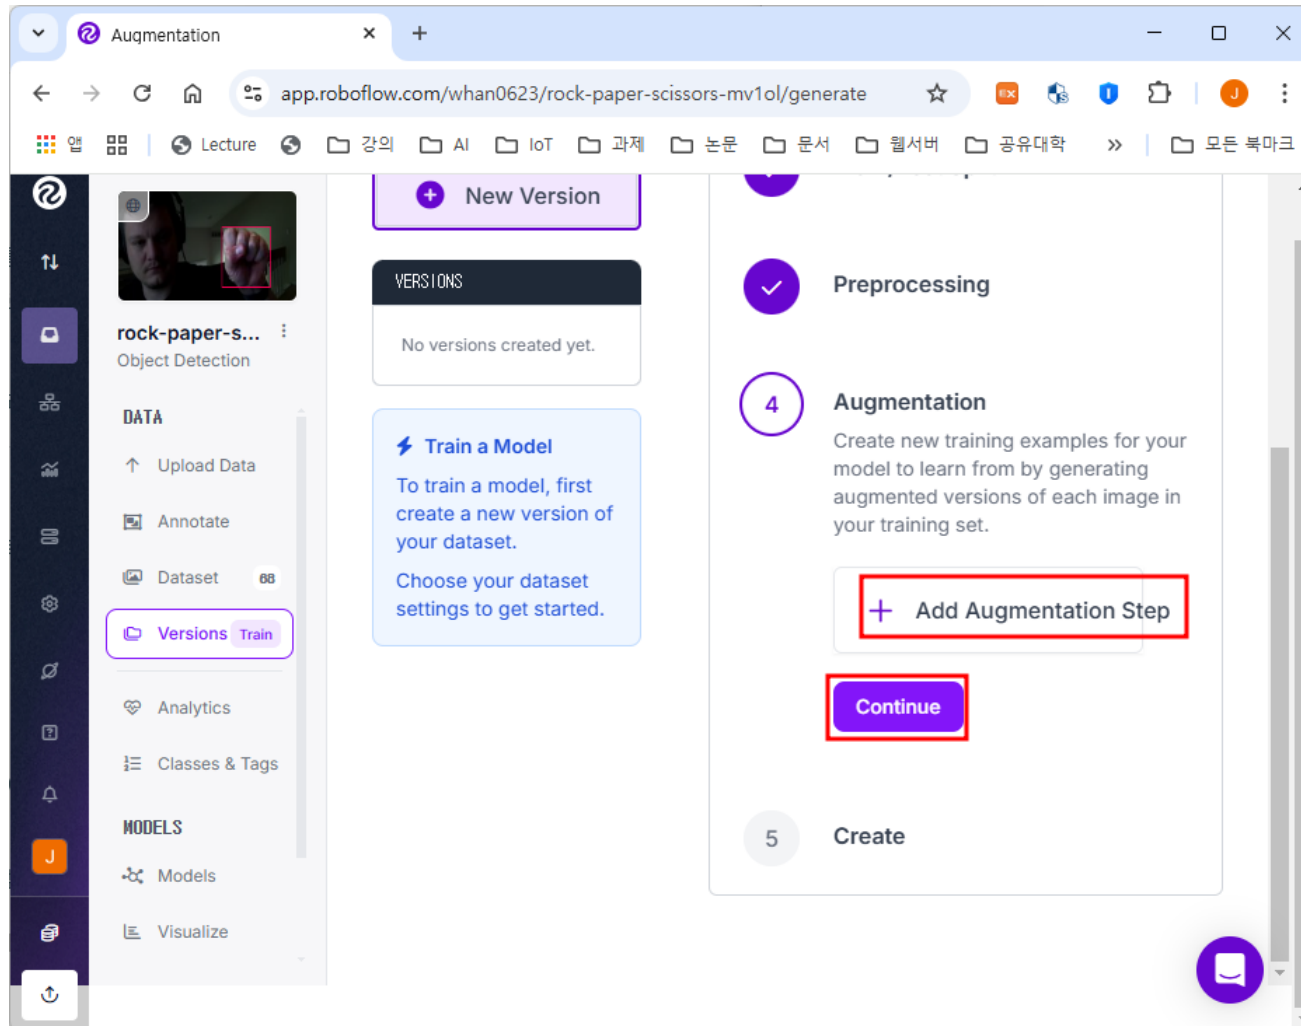 Augmentation
app.roboflow.com/whan0623/rock-paper-scissors-mv1ol/generate
EX
J
앱
Lecture
강의
AI
IoT
과제
논문
문서
웹서버
공유대학
모든 북마크
rock-paper-s...
Object Detection
DATA
Upload Data
Annotate
Dataset 68
Versions Train
Analytics
Classes & Tags
MODELS
Models
Visualize
J
New Version
VERSIONS
No versions created yet.
Train a Model
To train a model, first
create a new version of
your dataset.
Choose your dataset
settings to get started.
Preprocessing
4
Augmentation
Create new training examples for your
model to learn from by generating
augmented versions of each image in
your training set.
Add Augmentation Step
Continue
5
Create